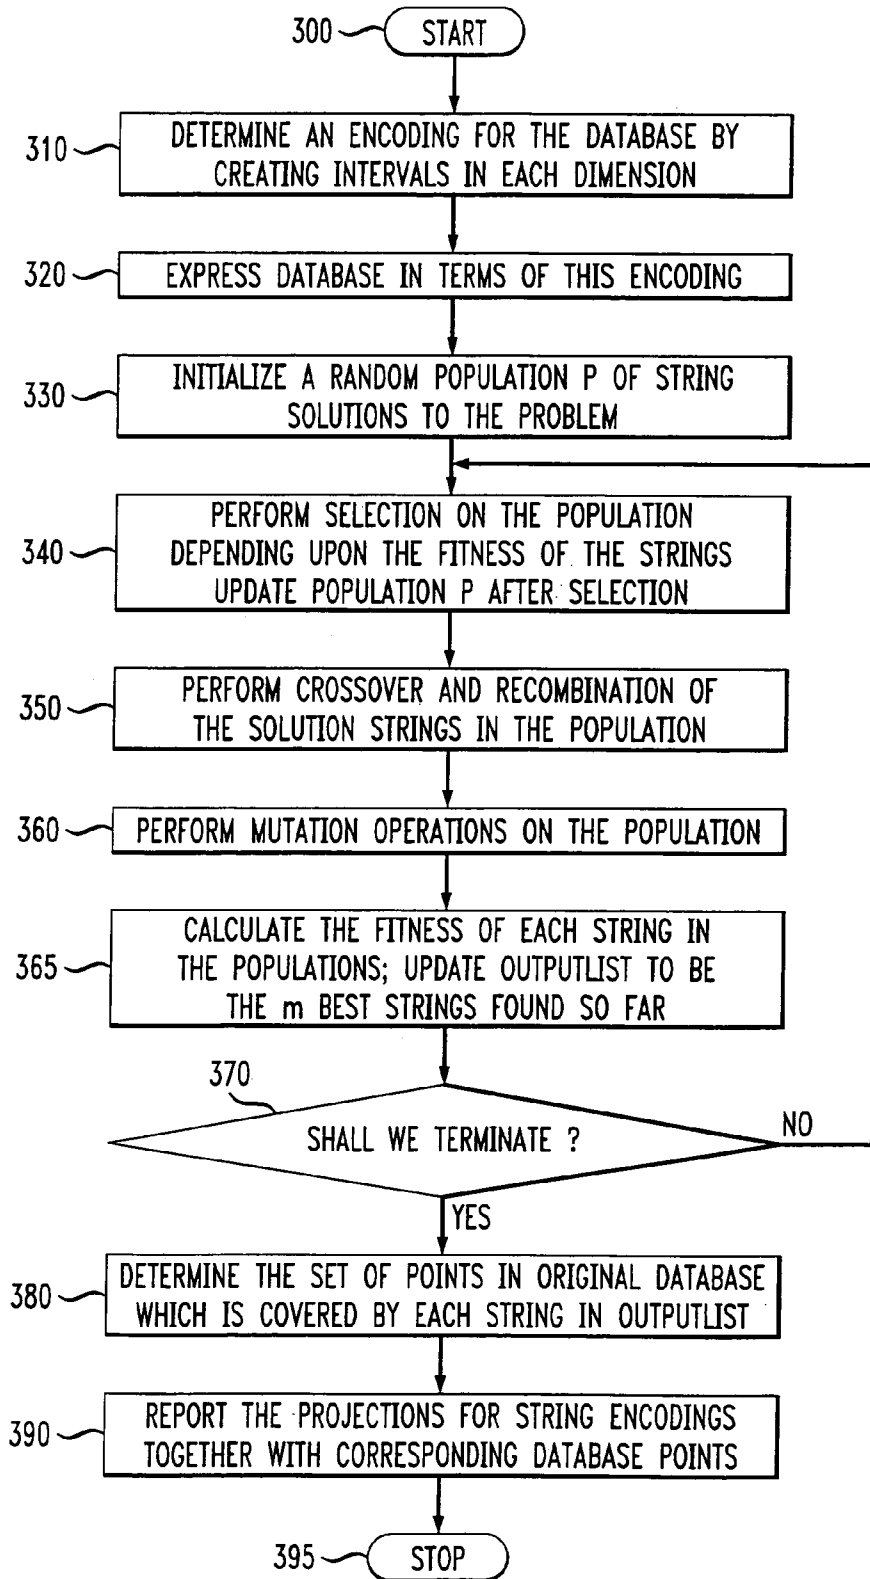 300 START
310 DETERMINE AN ENCODING FOR THE DATABASE BY
CREATING INTERVALS IN EACH DIMENSION
320 EXPRESS DATABASE IN TERMS OF THIS ENCODING
330 INITIALIZE A RANDOM POPULATION P OF STRING
SOLUTIONS TO THE PROBLEM
340 PERFORM SELECTION ON THE POPULATION
DEPENDING UPON THE FITNESS OF THE STRINGS
UPDATE POPULATION P AFTER SELECTION
350 PERFORM CROSSOVER AND RECOMBINATION OF
THE SOLUTION STRINGS IN THE POPULATION
360 PERFORM MUTATION OPERATIONS ON THE POPULATION
365 CALCULATE THE FITNESS OF EACH STRING IN
THE POPULATIONS; UPDATE OUTPUTLIST TO BE
THE m BEST STRINGS FOUND SO FAR
370
SHALL WE TERMINATE ?
NO
YES
380 DETERMINE THE SET OF POINTS IN ORIGINAL DATABASE
WHICH IS COVERED BY EACH STRING IN OUTPUTLIST
390 REPORT THE PROJECTIONS FOR STRING ENCODINGS
TOGETHER WITH CORRESPONDING DATABASE POINTS
395 STOP